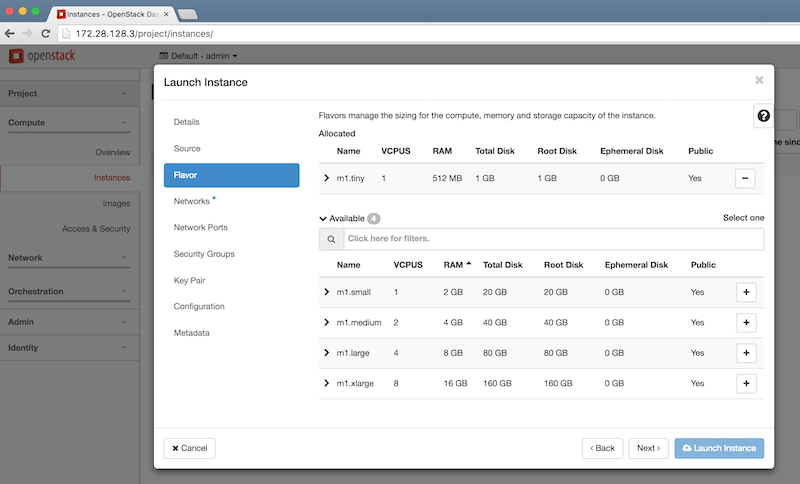 Instances - OpenStack Das
172.28.128.3/project/instances/
openstack
Default - admin
Project
Compute
Overview
Instances
Images
Access & Security
Network
Orchestration
Admin
Identity
Launch Instance
Details
Source
Flavor
Networks *
Network Ports
Security Groups
Key Pair
Configuration
Metadata
Flavors manage the sizing for the compute, memory and storage capacity of the instance.
Allocated
Name VCPUS RAM Total Disk Root Disk Ephemeral Disk Public
m1.tiny 1 512 MB 1 GB 1 GB 0 GB Yes
Available 4 Select one
Click here for filters.
Name VCPUS RAM Total Disk Root Disk Ephemeral Disk Public
m1.small 1 2 GB 20 GB 20 GB 0 GB Yes
m1.medium 2 4 GB 40 GB 40 GB 0 GB Yes
m1.large 4 8 GB 80 GB 80 GB 0 GB Yes
m1.xlarge 8 16 GB 160 GB 160 GB 0 GB Yes
Cancel
Back
Next
Launch Instance